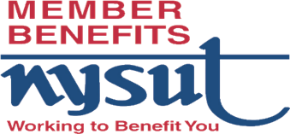 MEMBER
BENEFITS
nysut
Working to Benefit You